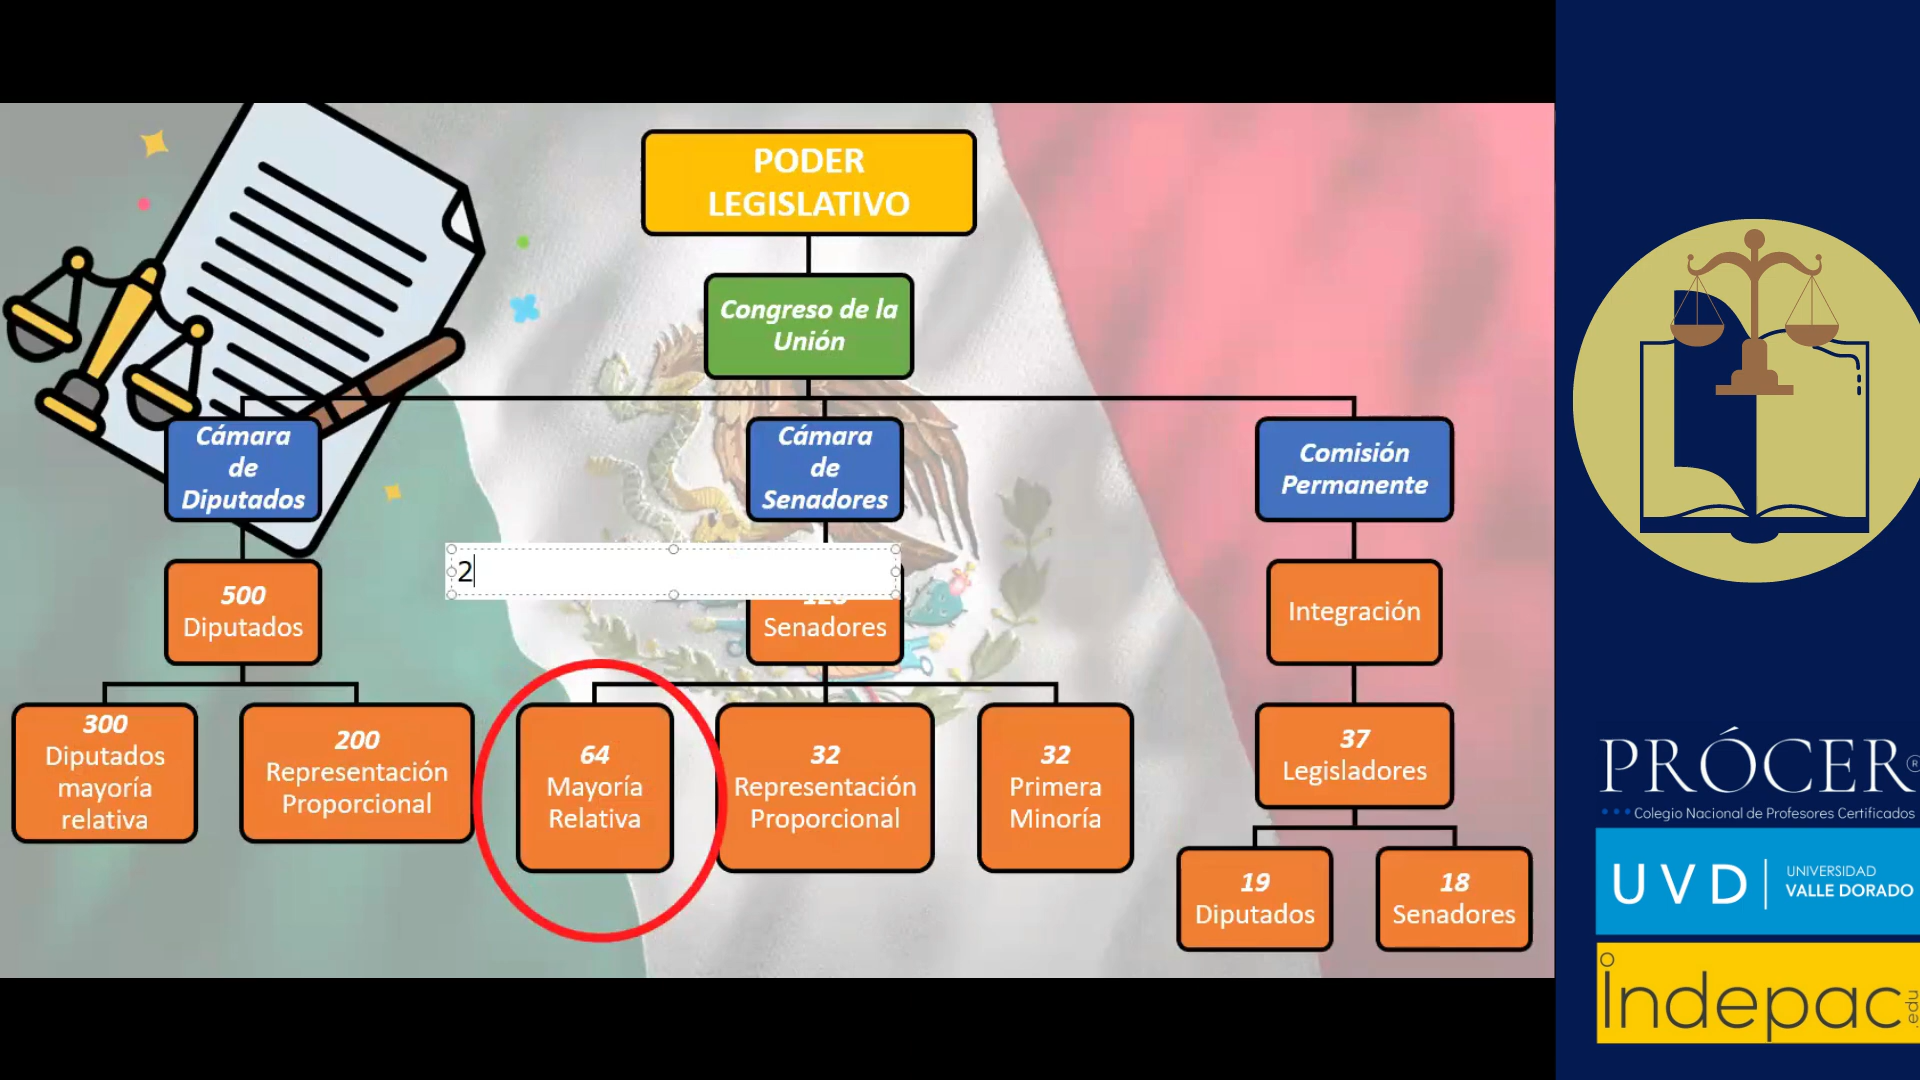 PODER
LEGISLATIVO
Congreso de la
Unión
Cámara
de
Diputados
Cámara
de
Senadores
Comisión
Permanente
2
500
Diputados
Senadores
Integración
300
Diputados
mayoría
relativa
200
Representación
Proporcional
64
Mayoría
Relativa
32
Representación
Proporcional
32
Primera
Minoría
37
Legisladores
19
Diputados
18
Senadores
PRÓCER®
Colegio Nacional de Profesores Certificados
UVD
UNIVERSIDAD
VALLE DORADO
indepac
.edu